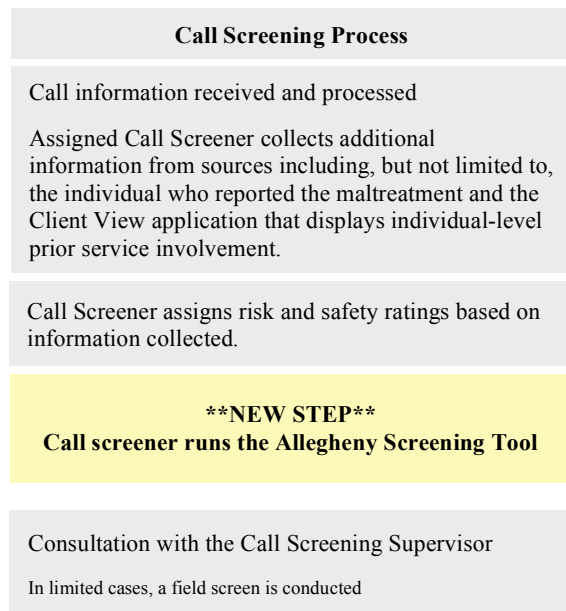 Call Screening Process
Call information received and processed
Assigned Call Screener collects additional
information from sources including, but not limited to,
the individual who reported the maltreatment and the
Client View application that displays individual-level
prior service involvement.
Call Screener assigns risk and safety ratings based on
information collected.
**NEW STEP**
Call screener runs the Allegheny Screening Tool
Consultation with the Call Screening Supervisor
In limited cases, a field screen is conducted